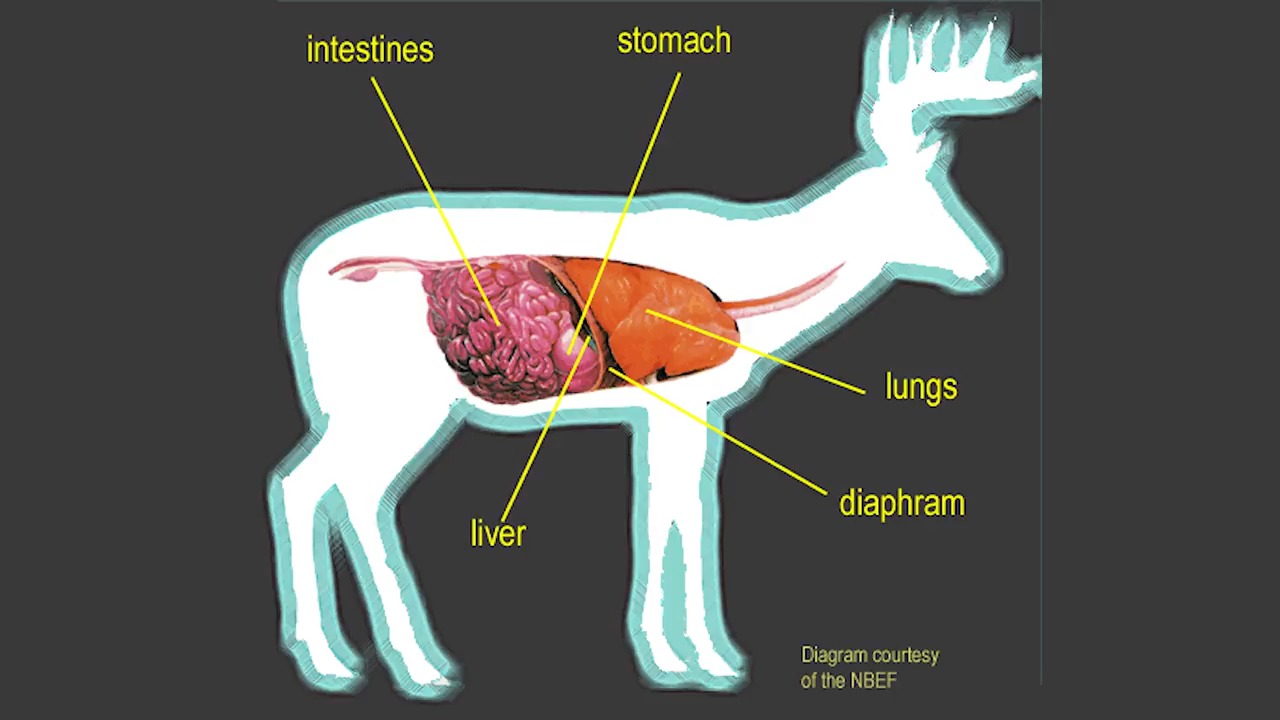 intestines
stomach
lungs
diaphram
liver
Diagram courtesy
of the NBEF